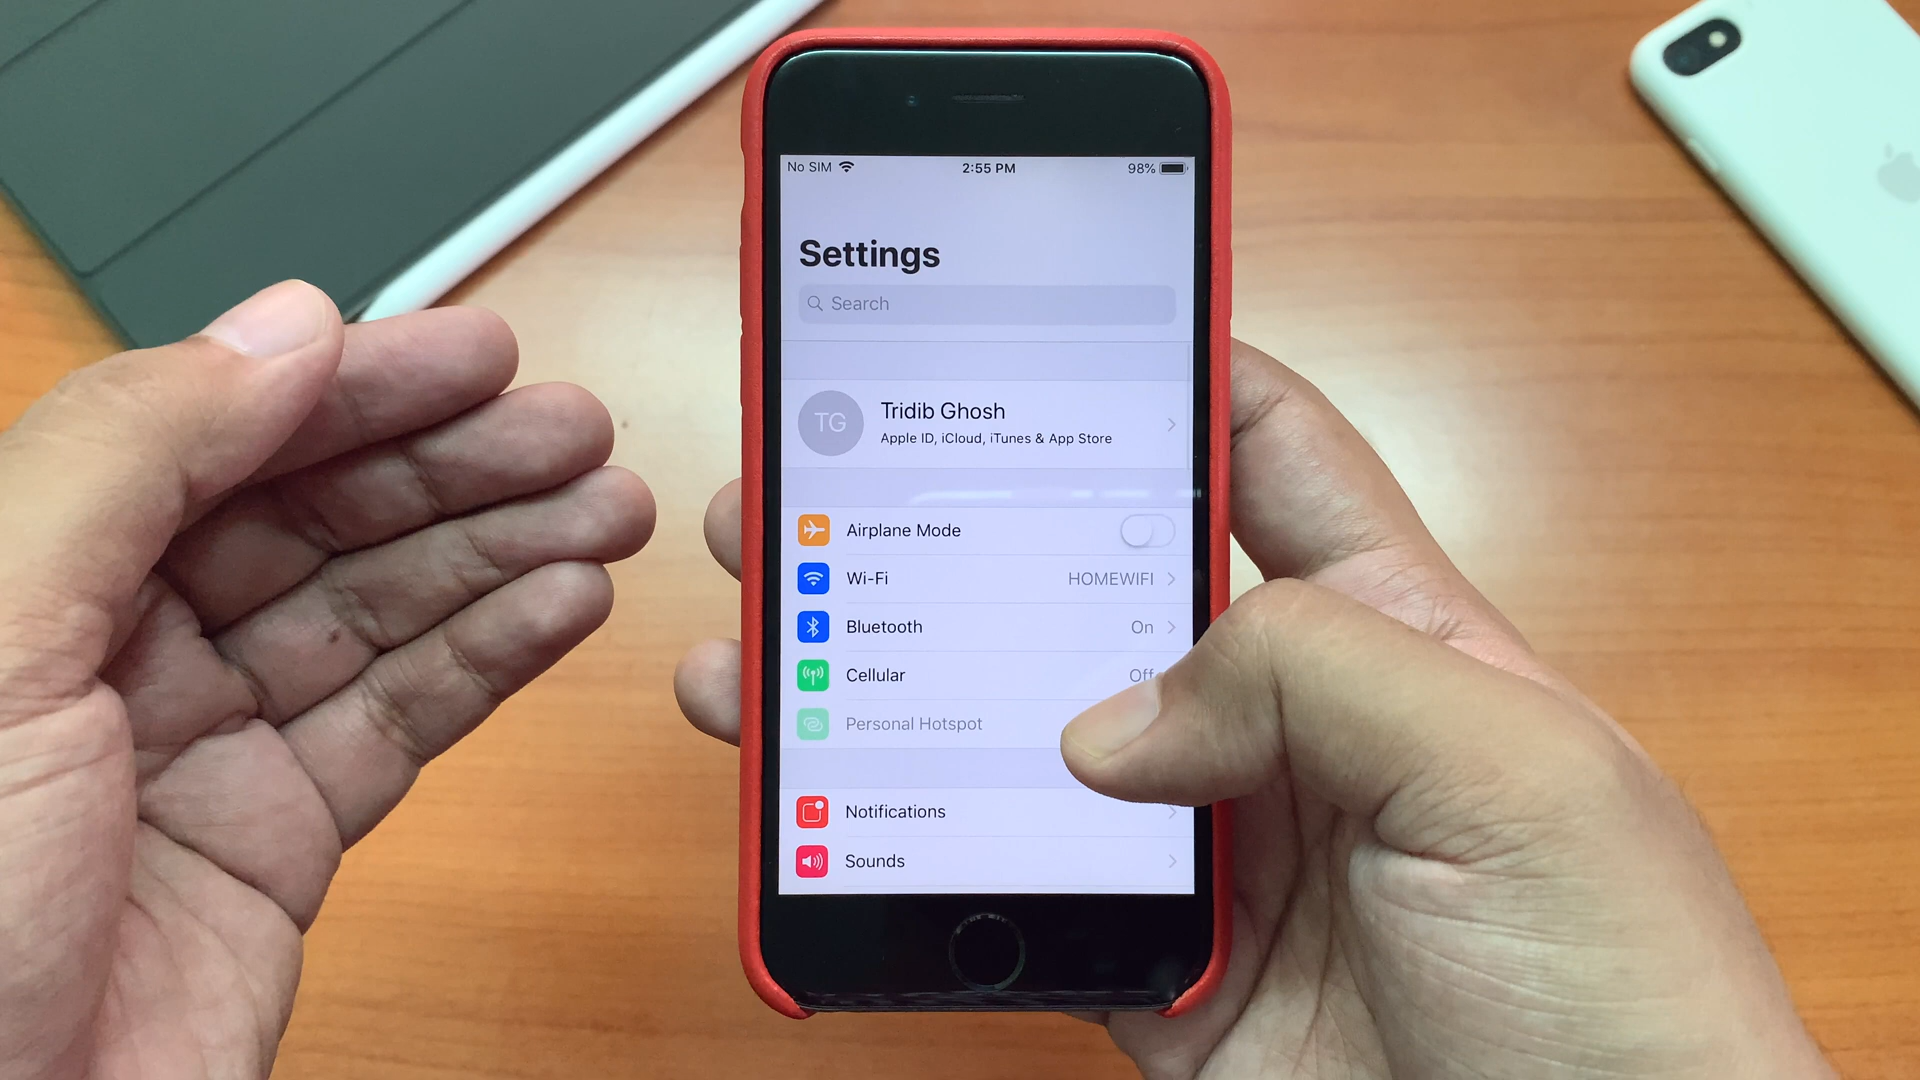 No SIM 2:55 PM 98%
Settings
Search
TG
Tridib Ghosh
Apple ID, iCloud, iTunes & App Store
Airplane Mode
Wi-Fi HOMEWIFI
Bluetooth On
Cellular Off
Personal Hotspot
Notifications
Sounds